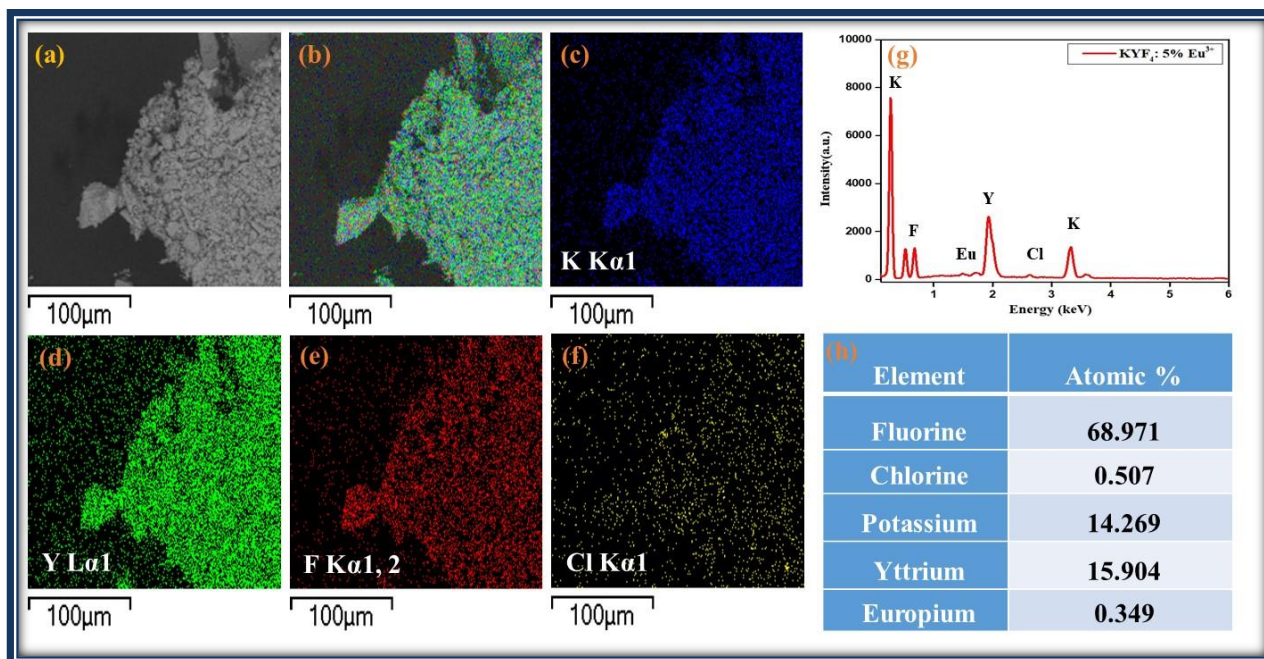 (a)
100μm
(b)
100μm
(c)
K Kα1
100μm
(g)
KYF₄: 5% Eu³⁺
10000
8000
6000
4000
2000
0
Intensity(a.u.)
K
F
Eu
Y
Cl
K
1 2 3 4 5 6
Energy (keV)
(d)
Y Lα1
100μm
(e)
F Kα1, 2
100μm
(f)
Cl Kα1
100μm
(h)
Element Atomic %
Fluorine 68.971
Chlorine 0.507
Potassium 14.269
Yttrium 15.904
Europium 0.349